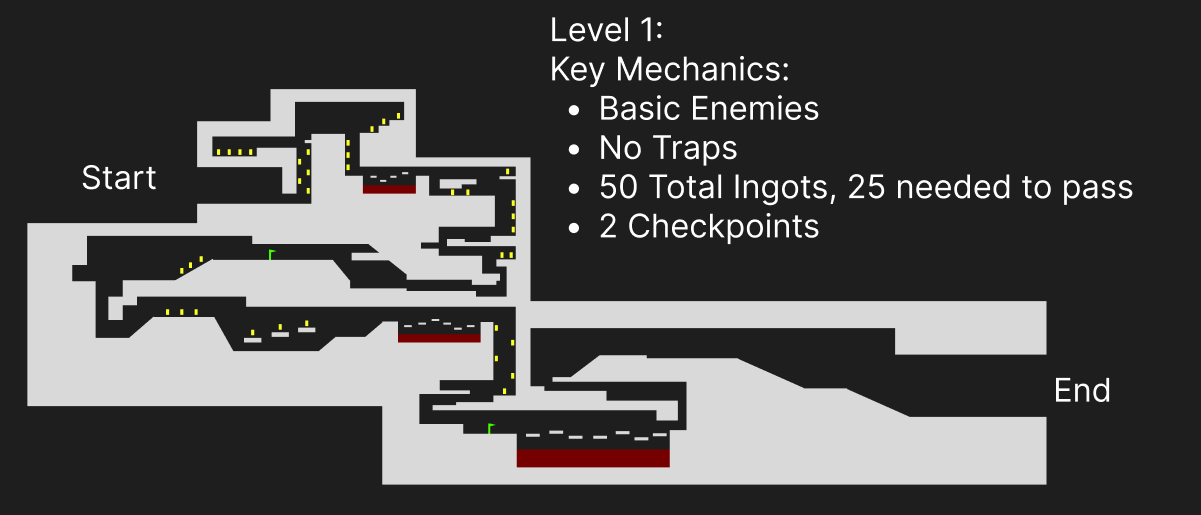 Level 1:
Key Mechanics:
• Basic Enemies
• No Traps
Start
• 50 Total Ingots, 25 needed to pass
• 2 Checkpoints
End